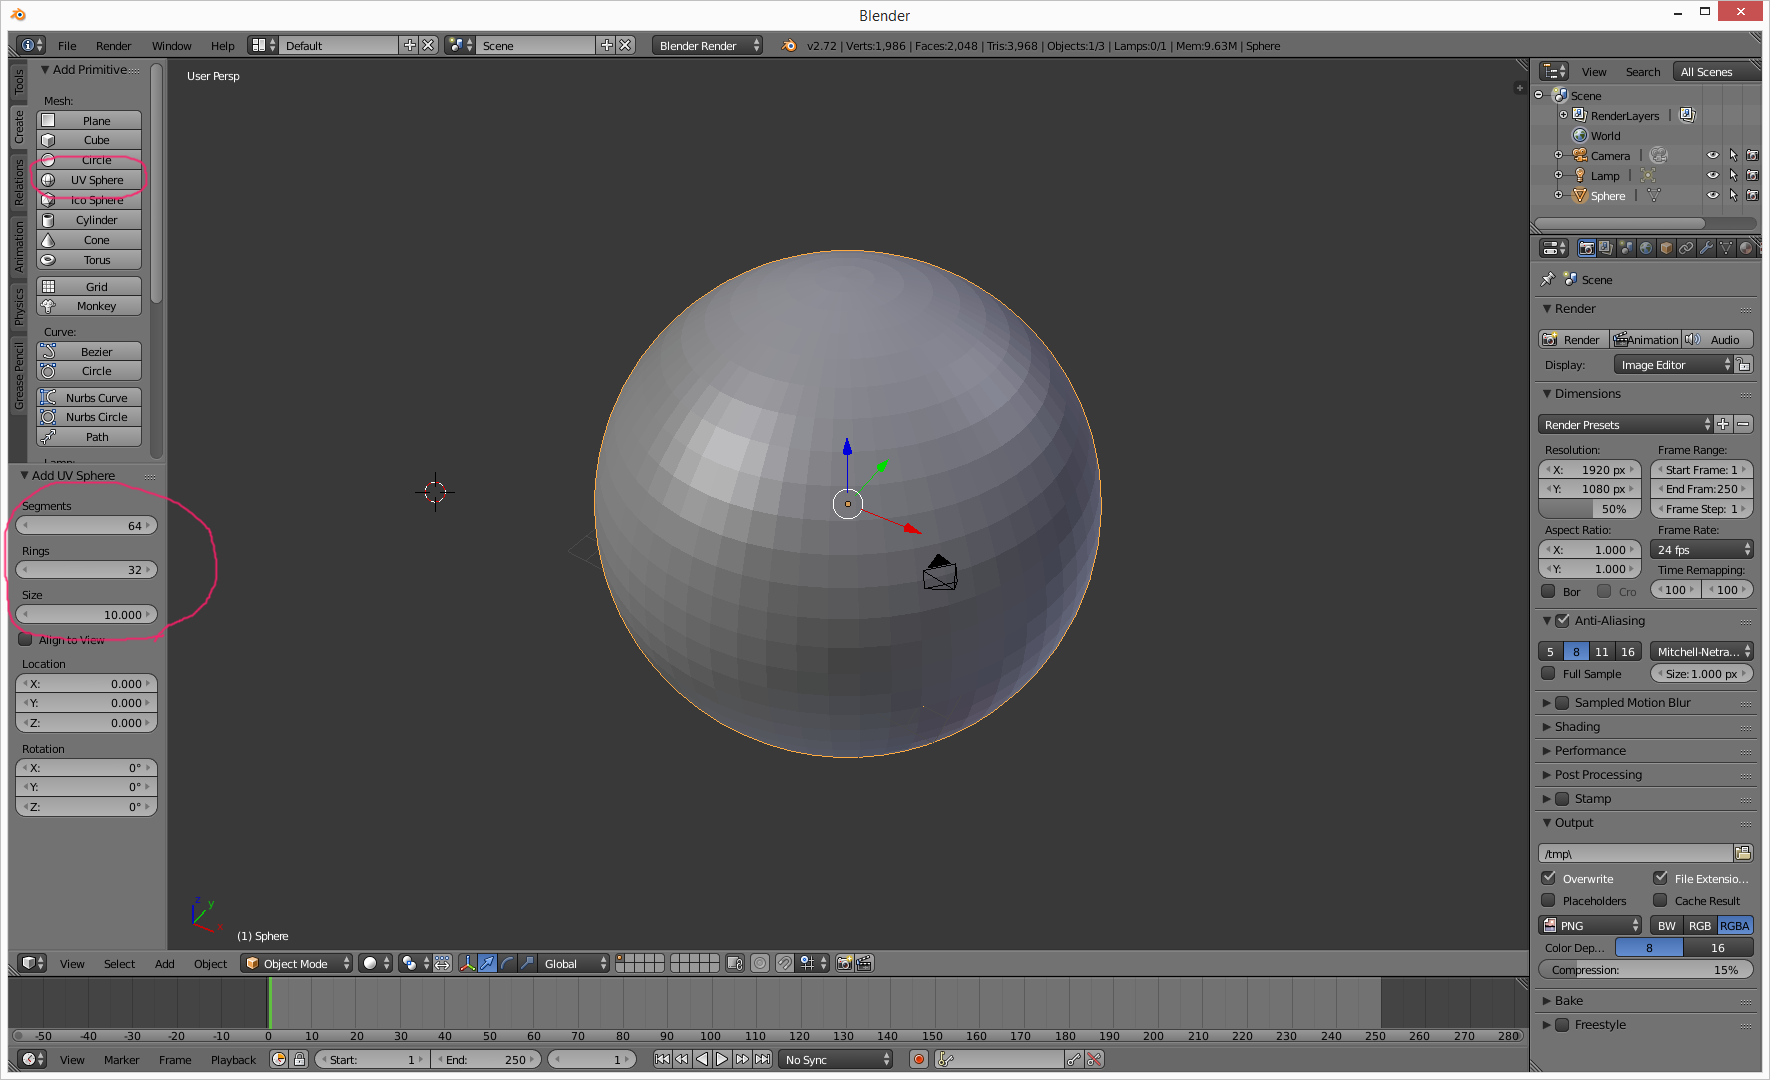 Blender
File Render Window Help Default Scene Blender Render v2.72 | Verts:1,986 | Faces:2,048 | Tris:3,968 | Objects:1/3 | Lamps:0/1 | Mem:9.63M | Sphere
Tools
Create
Relations
Animation
Physics
Grease Pencil
Add Primitive
Mesh:
Plane
Cube
Circle
UV Sphere
Ico Sphere
Cylinder
Cone
Torus
Grid
Monkey
Curve:
Bezier
Circle
Nurbs Curve
Nurbs Circle
Path
Lamp:
Add UV Sphere
Segments
64
Rings
32
Size
10.000
Align to View
Location
X: 0.000
Y: 0.000
Z: 0.000
Rotation
X: 0°
Y: 0°
Z: 0°
User Persp
z
y
x
(1) Sphere
View Select Add Object Object Mode Global
-50 -40 -30 -20 -10 0 10 20 30 40 50 60 70 80 90 100 110 120 130 140 150 160 170 180 190 200 210 220 230 240 250 260 270 280
View Marker Frame Playback Start: 1 End: 250 1 No Sync
View Search All Scenes
Scene
RenderLayers |
World
Camera |
Lamp |
Sphere |
Scene
Render
Render Animation Audio
Display: Image Editor
Dimensions
Render Presets
Resolution: Frame Range:
X: 1920 px Start Frame: 1
Y: 1080 px End Fram:250
50% Frame Step: 1
Aspect Ratio: Frame Rate:
X: 1.000 24 fps
Y: 1.000 Time Remapping:
Bor Cro 100 100
Anti-Aliasing
5 8 11 16 Mitchell-Netra...
Full Sample Size:1.000 px
Sampled Motion Blur
Shading
Performance
Post Processing
Stamp
Output
/tmp\
Overwrite File Extensio...
Placeholders Cache Result
PNG BW RGB RGBA
Color Dep... 8 16
Compression: 15%
Bake
Freestyle